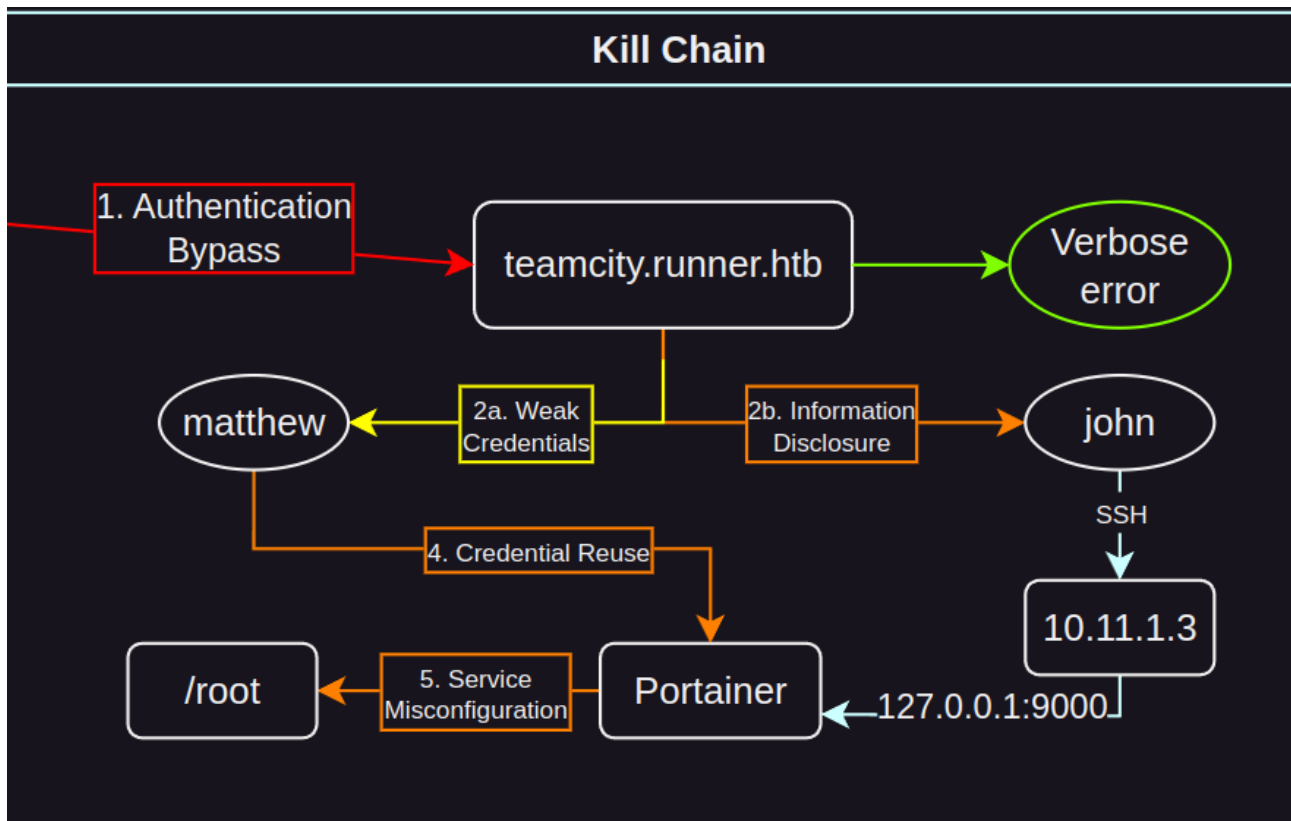 Kill Chain
1. Authentication
Bypass
teamcity.runner.htb
Verbose
error
matthew
2a. Weak
Credentials
2b. Information
Disclosure
john
SSH
4. Credential Reuse
10.11.1.3
/root
5. Service
Misconfiguration
Portainer
127.0.0.1:9000